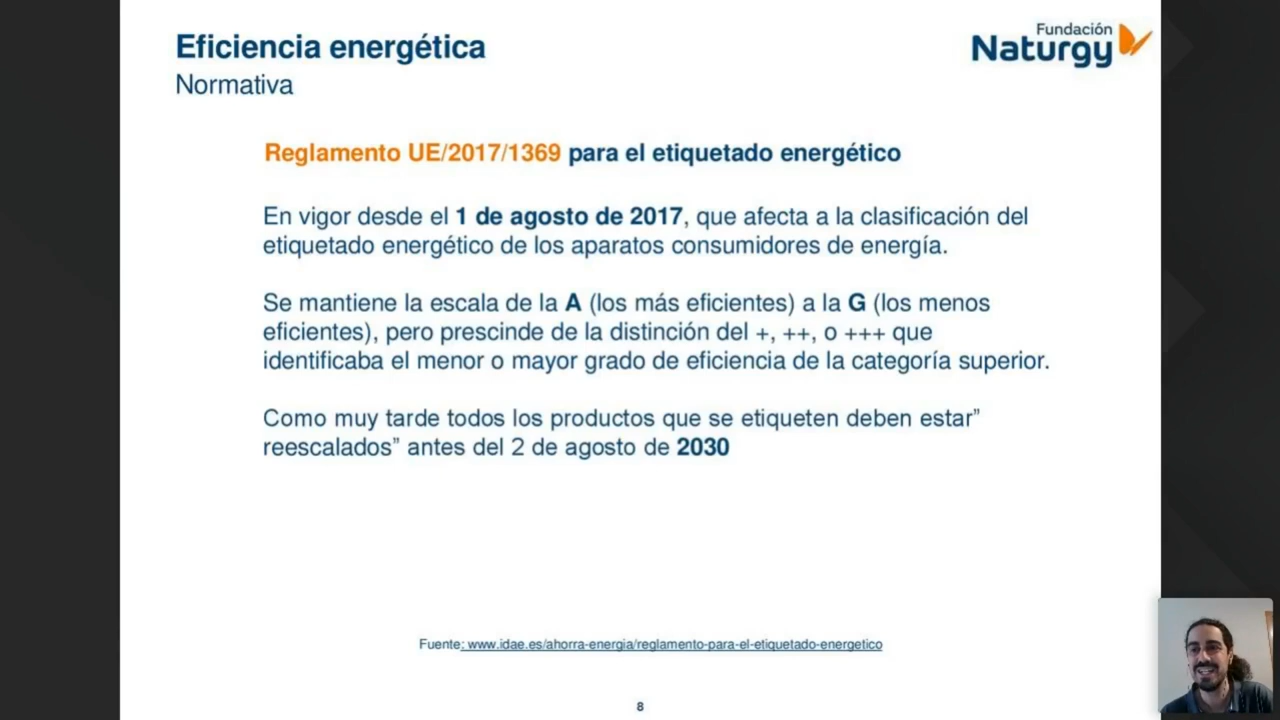 Eficiencia energética
Normativa
Fundación
Naturgy
Reglamento UE/2017/1369 para el etiquetado energético
En vigor desde el 1 de agosto de 2017, que afecta a la clasificación del
etiquetado energético de los aparatos consumidores de energía.
Se mantiene la escala de la A (los más eficientes) a la G (los menos
eficientes), pero prescinde de la distinción del +, ++, o +++ que
identificaba el menor o mayor grado de eficiencia de la categoría superior.
Como muy tarde todos los productos que se etiqueten deben estar”
reescalados” antes del 2 de agosto de 2030
Fuente: www.idae.es/ahorra-energia/reglamento-para-el-etiquetado-energetico
8